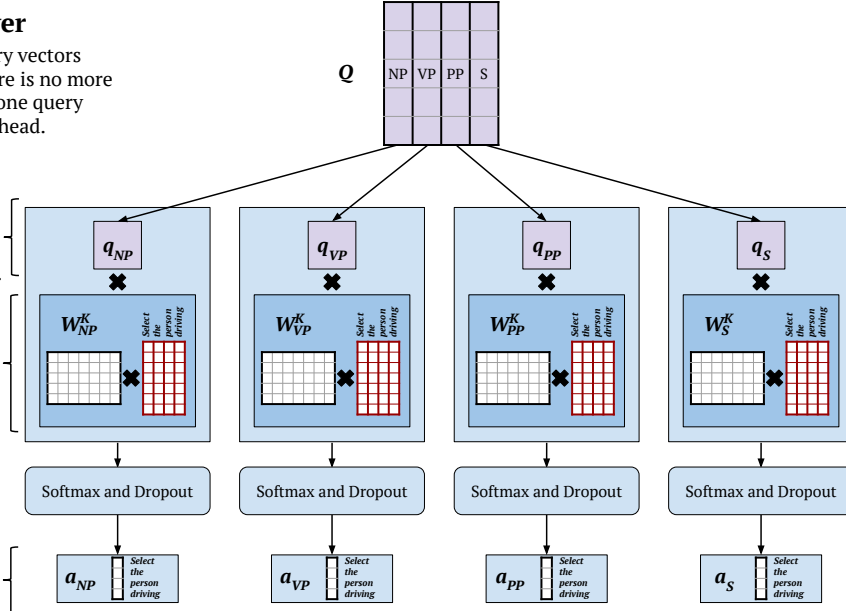 ry vectors
re is no more
one query
head.
Q
NP VP PP S
q_NP q_VP q_PP q_S
W^K_NP Select the person driving
W^K_VP Select the person driving
W^K_PP Select the person driving
W^K_S Select the person driving
Softmax and Dropout Softmax and Dropout Softmax and Dropout Softmax and Dropout
a_NP
Select
the
person
driving
a_VP
Select
the
person
driving
a_PP
Select
the
person
driving
a_S
Select
the
person
driving